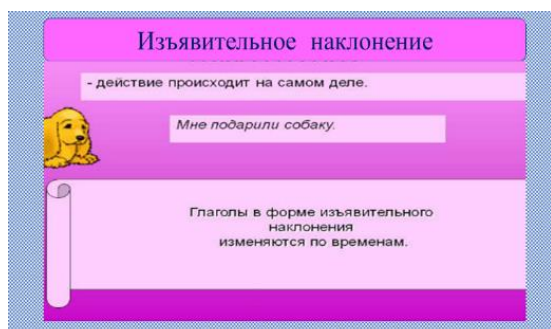 Изъявительное наклонение
- действие происходит на самом деле.
Мне подарили собаку.
Глаголы в форме изъявительного
наклонения
изменяются по временам.